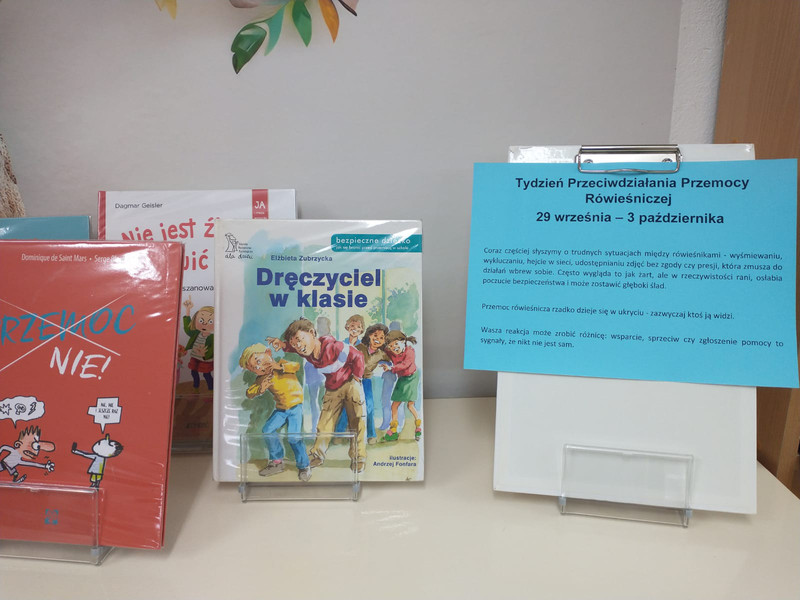 Tydzień Przeciwdziałania Przemocy
Rówieśniczej
29 września – 3 października
Coraz częściej słyszymy o trudnych sytuacjach między rówieśnikami - wyśmiewaniu,
wykluczaniu, hejcie w sieci, udostępnianiu zdjęć bez zgody czy presji, która zmusza do
działań wbrew sobie. Często wygląda to jak żart, ale w rzeczywistości rani, osłabia
poczucie bezpieczeństwa i może zostawić głęboki ślad.
Przemoc rówieśnicza rzadko dzieje się w ukryciu - zazwyczaj ktoś ją widzi.
Wasza reakcja może zrobić różnicę: wsparcie, sprzeciw czy zgłoszenie pomocy to
sygnały, że nikt nie jest sam.
bezpieczne dziecko
dla dzieci
Elżbieta Zubrzycka
Dręczyciel
w klasie
ilustracje:
Andrzej Fonfara
Dagmar Geisler
JA
Nie jest
Dominique de Saint Mars •
RZEMOC
NIE!